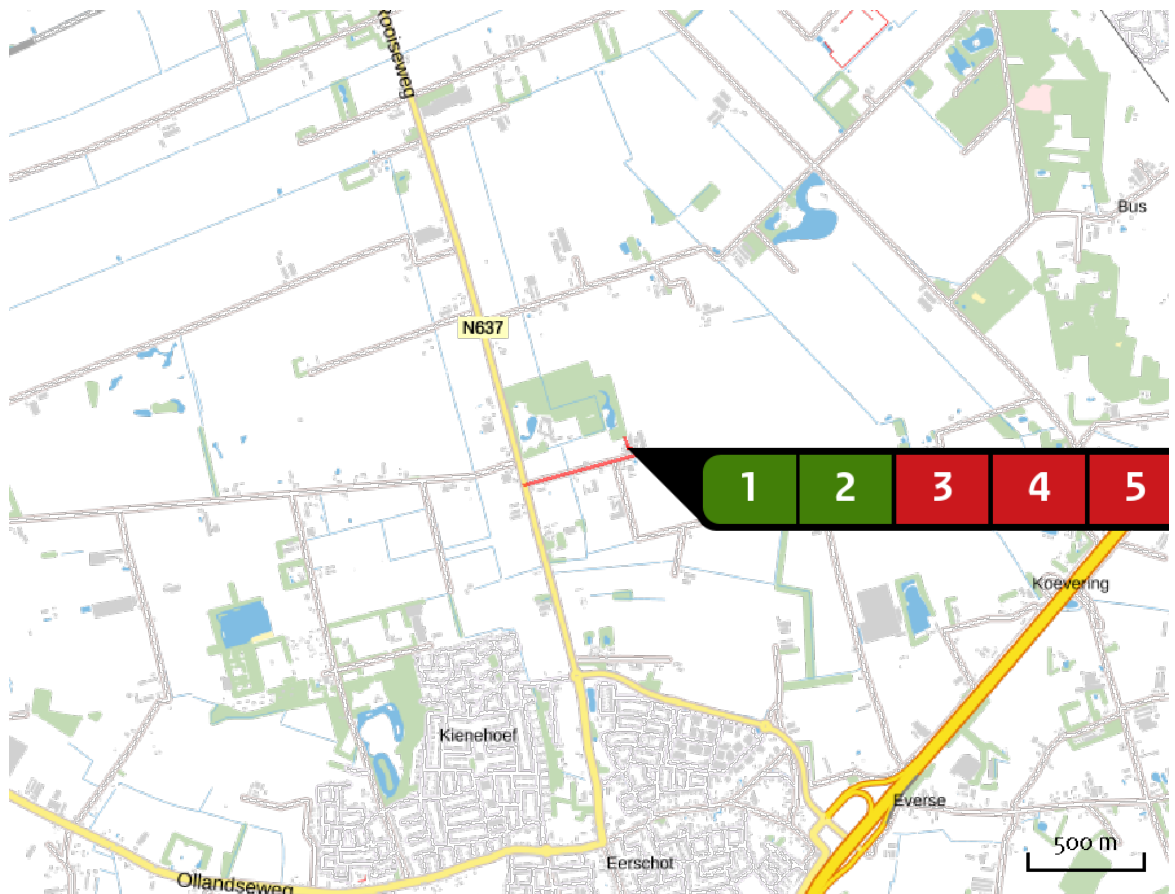 Rooiseweg
Bus
N637
1 2 3 4 5
Koevering
Kienehoef
Everse
500 m
Eerschot
Ollandseweg